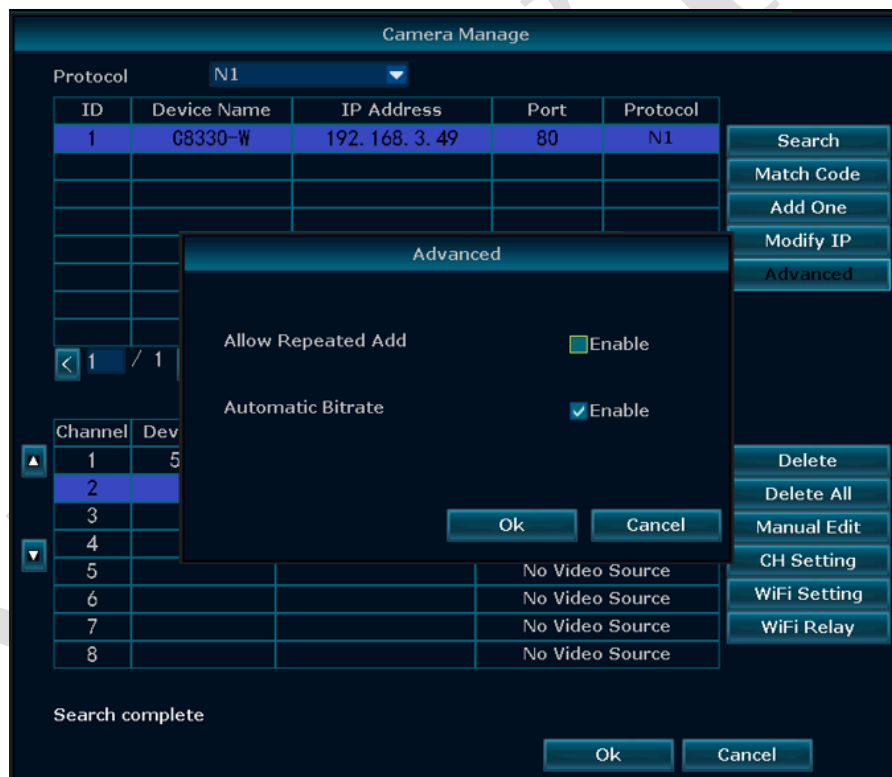 Camera Manage
Protocol N1
ID Device Name IP Address Port Protocol
1 C8330-W 192.168.3.49 80 N1
Search
Match Code
Add One
Modify IP
Advanced
Advanced
Allow Repeated Add Enable
Automatic Bitrate Enable
Ok Cancel
< 1 / 1
Channel Dev
1 5
2
3
4
5 No Video Source
6 No Video Source
7 No Video Source
8 No Video Source
Delete
Delete All
Manual Edit
CH Setting
WiFi Setting
WiFi Relay
Search complete
Ok Cancel